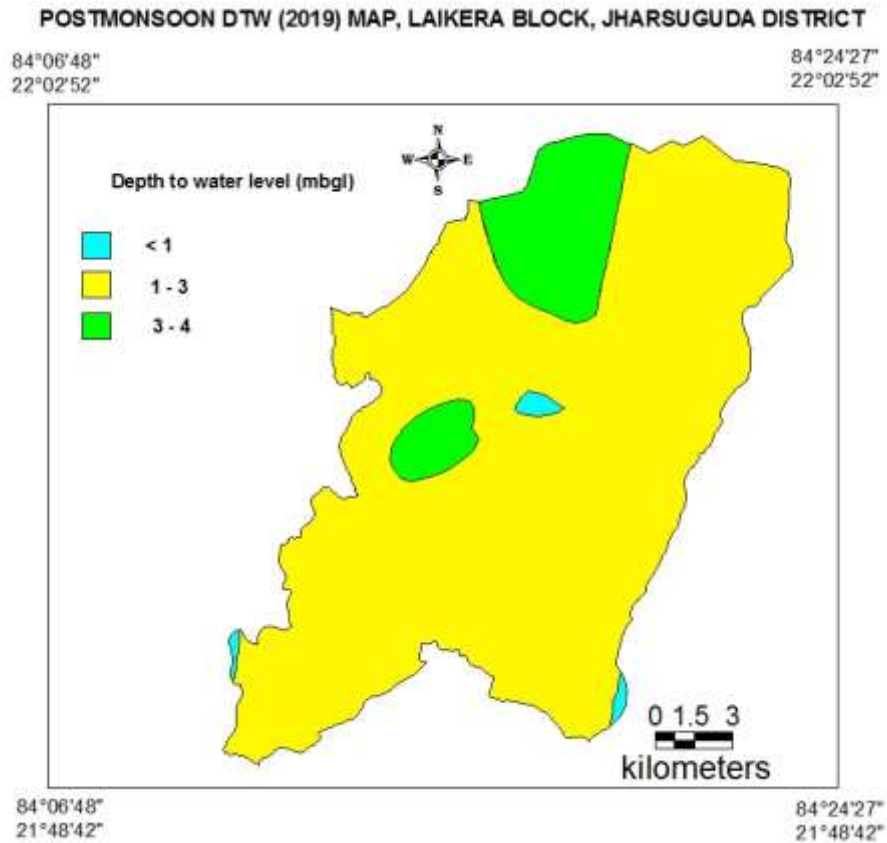 POSTMONSOON DTW (2019) MAP, LAIKERA BLOCK, JHARSUGUDA DISTRICT
84°06'48" 84°24'27"
22°02'52" 22°02'52"
N
W E
S
Depth to water level (mbgl)
< 1
1 - 3
3 - 4
0 1.5 3
kilometers
84°06'48" 84°24'27"
21°48'42" 21°48'42"